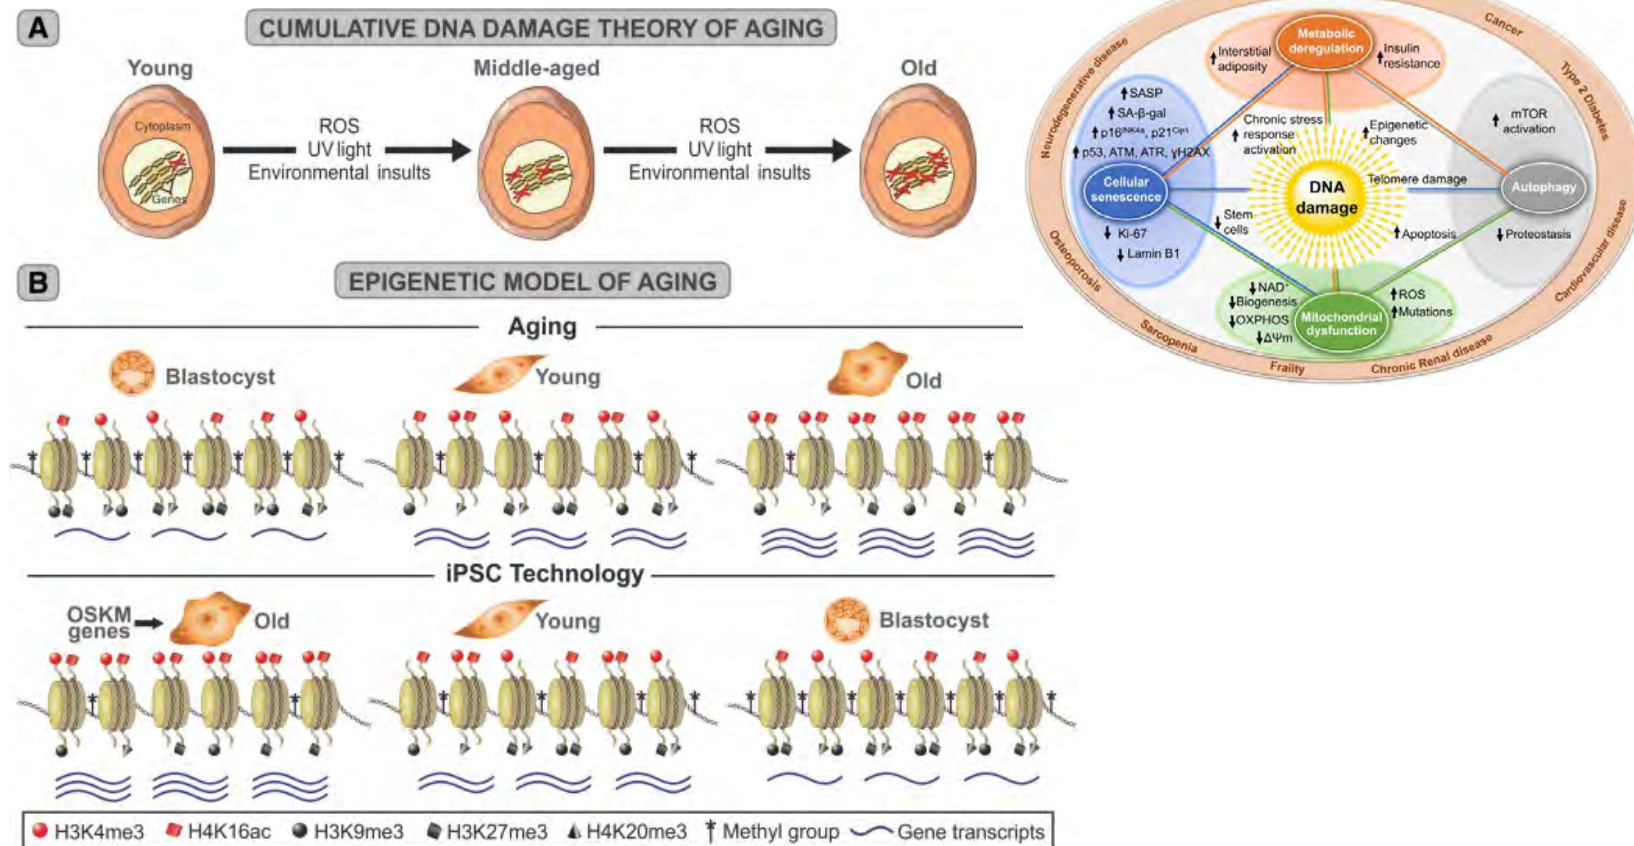 A
CUMULATIVE DNA DAMAGE THEORY OF AGING
Young
Middle-aged
Old
Cytoplasm
Genes
ROS
UV light
Environmental insults
ROS
UV light
Environmental insults
B
EPIGENETIC MODEL OF AGING
Aging
Blastocyst
Young
Old
iPSC Technology
OSKM
genes
Old
Young
Blastocyst
H3K4me3
H4K16ac
H3K9me3
H3K27me3
H4K20me3
Methyl group
Gene transcripts
Neurodegenerative disease
Cancer
Type 2 Diabetes
Cardiovascular disease
Chronic Renal disease
Frailty
Sarcopenia
Osteoporosis
Metabolic
deregulation
Interstitial
adiposity
Insulin
resistance
SASP
SA-β-gal
p16INK4a, p21Cip1
p53, ATM, ATR, γH2AX
Cellular
senescence
Ki-67
Lamin B1
Chronic stress
response
activation
Epigenetic
changes
mTOR
activation
DNA
damage
Telomere damage
Autophagy
Stem
cells
Apoptosis
Proteostasis
NAD+
Biogenesis
OXPHOS
ΔΨm
Mitochondrial
dysfunction
ROS
Mutations